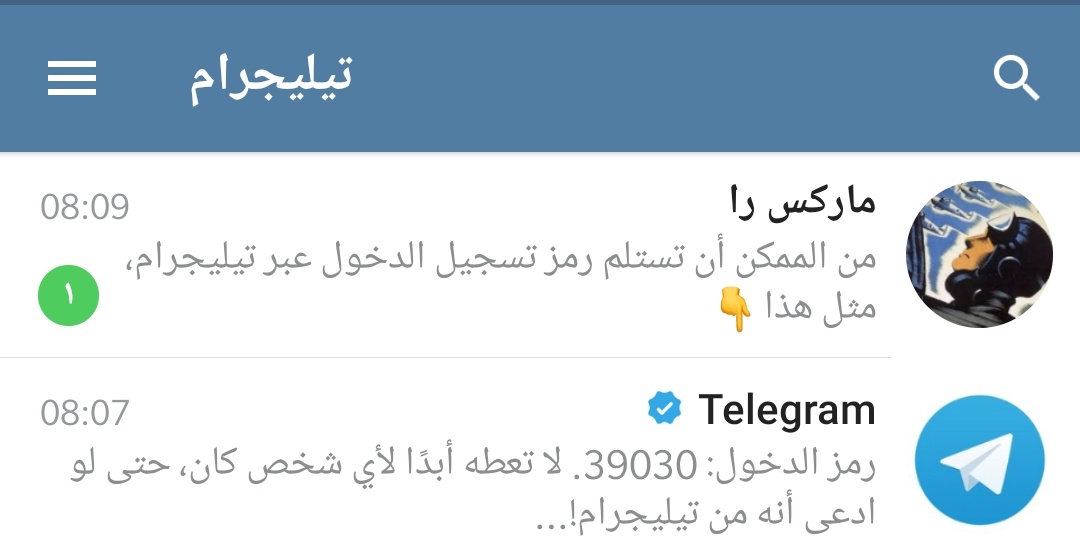 تيليجرام
ماركس را
08:09
من الممكن أن تستلم رمز تسجيل الدخول عبر تيليجرام،
مثل هذا 👇
١
Telegram
08:07
رمز الدخول: 39030. لا تعطه أبدًا لأي شخص كان، حتى لو
ادعى أنه من تيليجرام!...